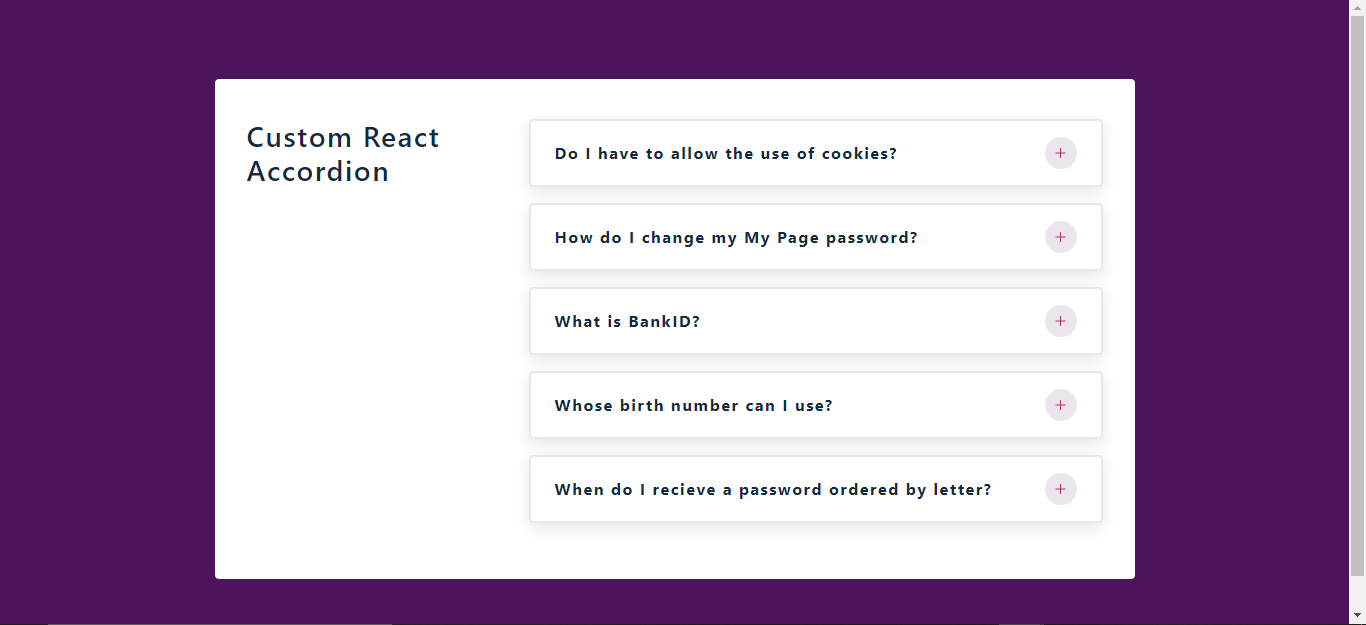 Custom React
Accordion
Do I have to allow the use of cookies?
How do I change my My Page password?
What is BankID?
Whose birth number can I use?
When do I recieve a password ordered by letter?